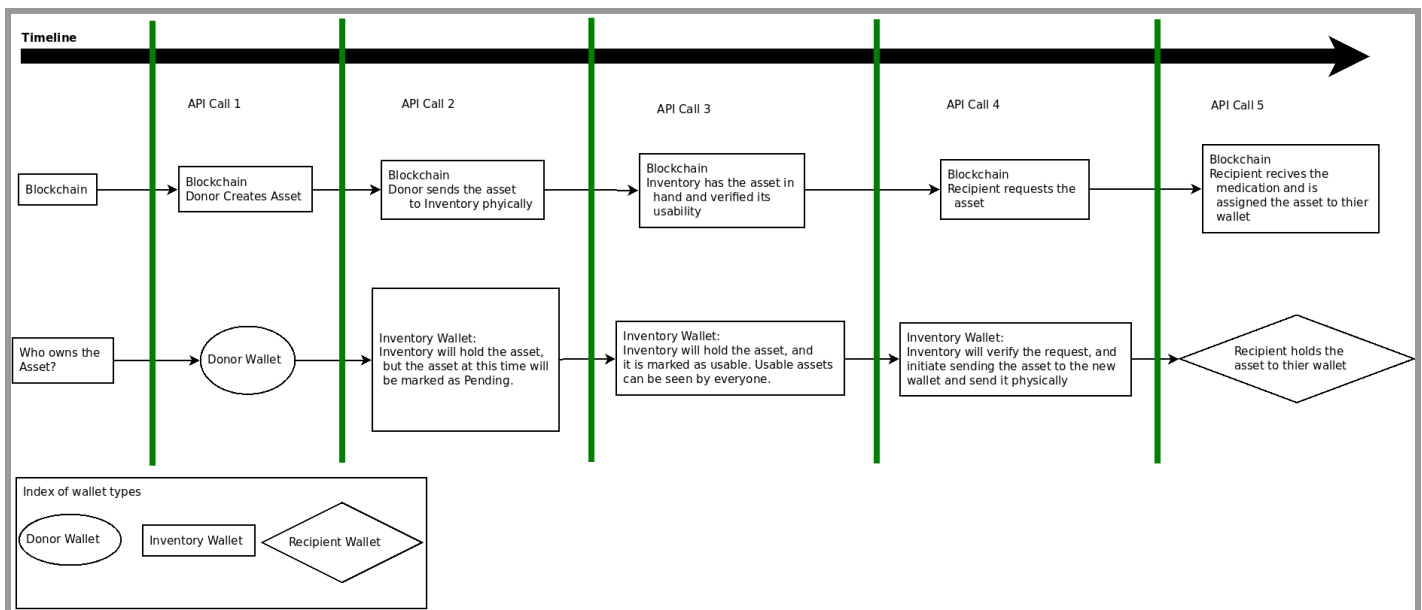 Timeline
API Call 1
API Call 2
API Call 3
API Call 4
API Call 5
Blockchain
Blockchain
Donor Creates Asset
Blockchain
Donor sends the asset
to Inventory phyically
Blockchain
Inventory has the asset in
hand and verified its
usability
Blockchain
Recipient requests the
asset
Blockchain
Recipient recives the
medication and is
assigned the asset to thier
wallet
Who owns the
Asset?
Donor Wallet
Inventory Wallet:
Inventory will hold the asset,
but the asset at this time will
be marked as Pending.
Inventory Wallet:
Inventory will hold the asset, and
it is marked as usable. Usable assets
can be seen by everyone.
Inventory Wallet:
Inventory will verify the request, and
initiate sending the asset to the new
wallet and send it physically
Recipient holds the
asset to thier wallet
Index of wallet types
Donor Wallet
Inventory Wallet
Recipient Wallet